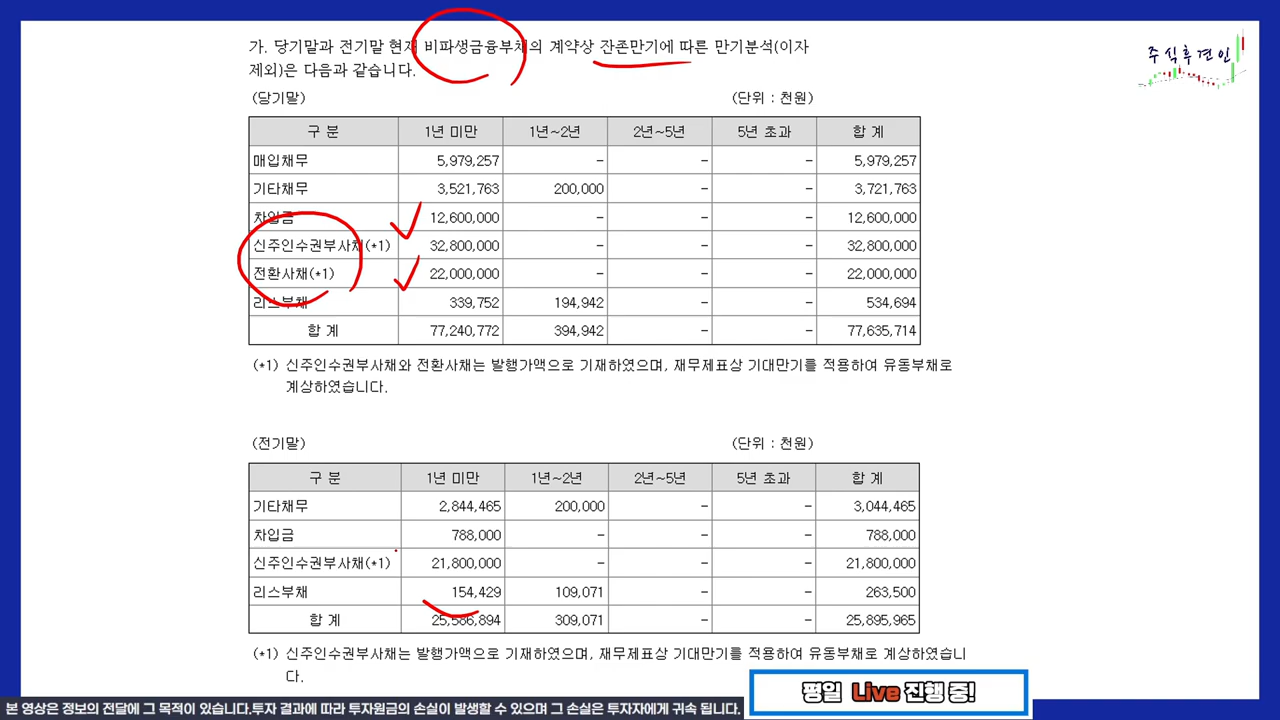 가. 당기말과 전기말 현재 비파생금융부채의 계약상 잔존만기에 따른 만기분석(이자
제외)은 다음과 같습니다.
주식후견인
(당기말) (단위 : 천원)
구 분 1년 미만 1년~2년 2년~5년 5년 초과 합 계
매입채무 5,979,257 - - - 5,979,257
기타채무 3,521,763 200,000 - - 3,721,763
차입금 12,600,000 - - - 12,600,000
신주인수권부사채(*1) 32,800,000 - - - 32,800,000
전환사채(*1) 22,000,000 - - - 22,000,000
리스부채 339,752 194,942 - - 534,694
합 계 77,240,772 394,942 - - 77,635,714
(*1) 신주인수권부사채와 전환사채는 발행가액으로 기재하였으며, 재무제표상 기대만기를 적용하여 유동부채로
계상하였습니다.
(전기말) (단위 : 천원)
구 분 1년 미만 1년~2년 2년~5년 5년 초과 합 계
기타채무 2,844,465 200,000 - - 3,044,465
차입금 788,000 - - - 788,000
신주인수권부사채(*1) 21,800,000 - - - 21,800,000
리스부채 154,429 109,071 - - 263,500
합 계 25,586,894 309,071 - - 25,895,965
(*1) 신주인수권부사채는 발행가액으로 기재하였으며, 재무제표상 기대만기를 적용하여 유동부채로 계상하였습니
다.
평일 Live 진행 중!
본 영상은 정보의 전달에 그 목적이 있습니다.투자 결과에 따라 투자원금의 손실이 발생할 수 있으며 그 손실은 투자자에게 귀속 됩니다.